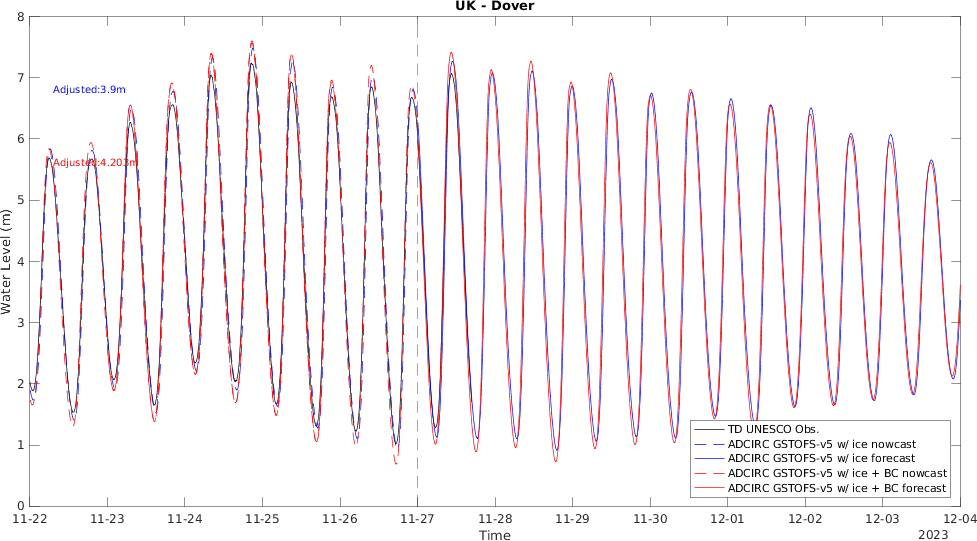 UK - Dover
8
7
6
5
4
3
2
1
0
Water Level (m)
Adjusted:3.9m
Adjusted:4.203m
TD UNESCO Obs.
ADCIRC GSTOFS-v5 w/ ice nowcast
ADCIRC GSTOFS-v5 w/ ice forecast
ADCIRC GSTOFS-v5 w/ ice + BC nowcast
ADCIRC GSTOFS-v5 w/ ice + BC forecast
11-22 11-23 11-24 11-25 11-26 11-27 11-28 11-29 11-30 12-01 12-02 12-03 12-04
Time
2023